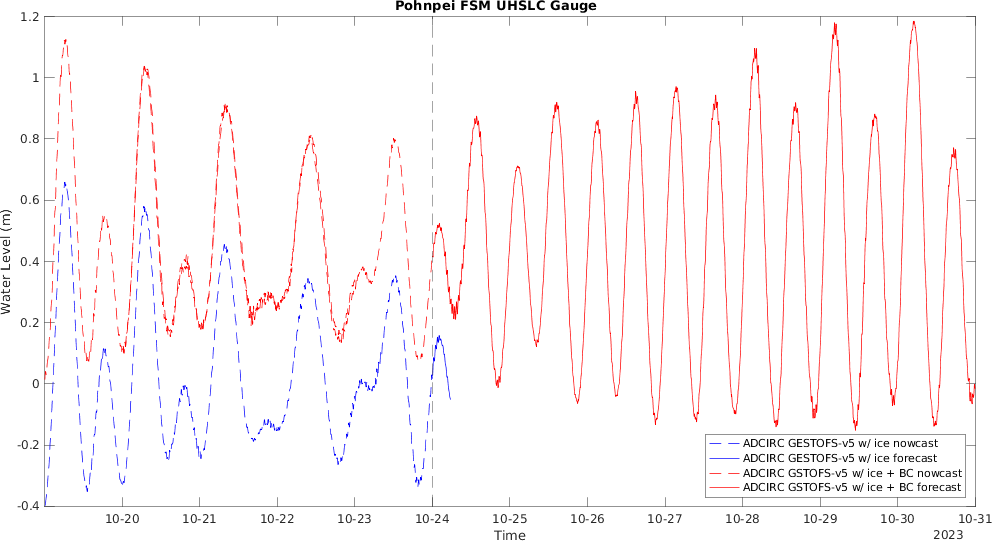 Pohnpei FSM UHSLC Gauge
1.2
1
0.8
0.6
0.4
0.2
0
-0.2
-0.4
Water Level (m)
ADCIRC GESTOFS-v5 w/ ice nowcast
ADCIRC GESTOFS-v5 w/ ice forecast
ADCIRC GSTOFS-v5 w/ ice + BC nowcast
ADCIRC GSTOFS-v5 w/ ice + BC forecast
10-20 10-21 10-22 10-23 10-24 10-25 10-26 10-27 10-28 10-29 10-30 10-31
Time
2023